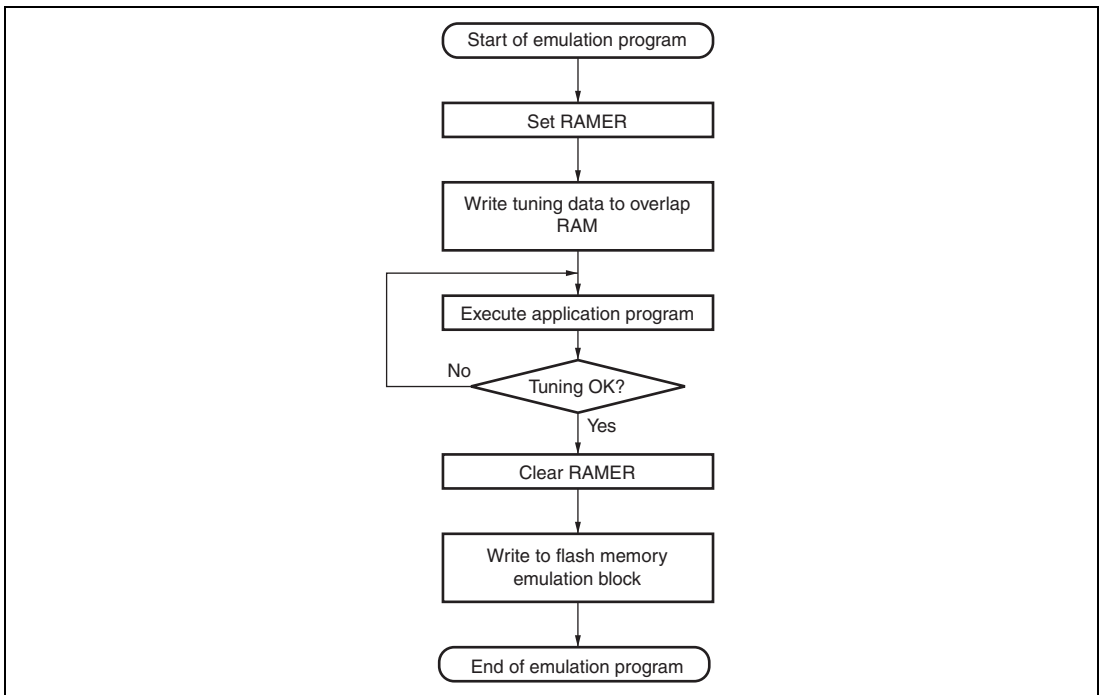 Start of emulation program
Set RAMER
Write tuning data to overlap
RAM
Execute application program
No
Tuning OK?
Yes
Clear RAMER
Write to flash memory
emulation block
End of emulation program